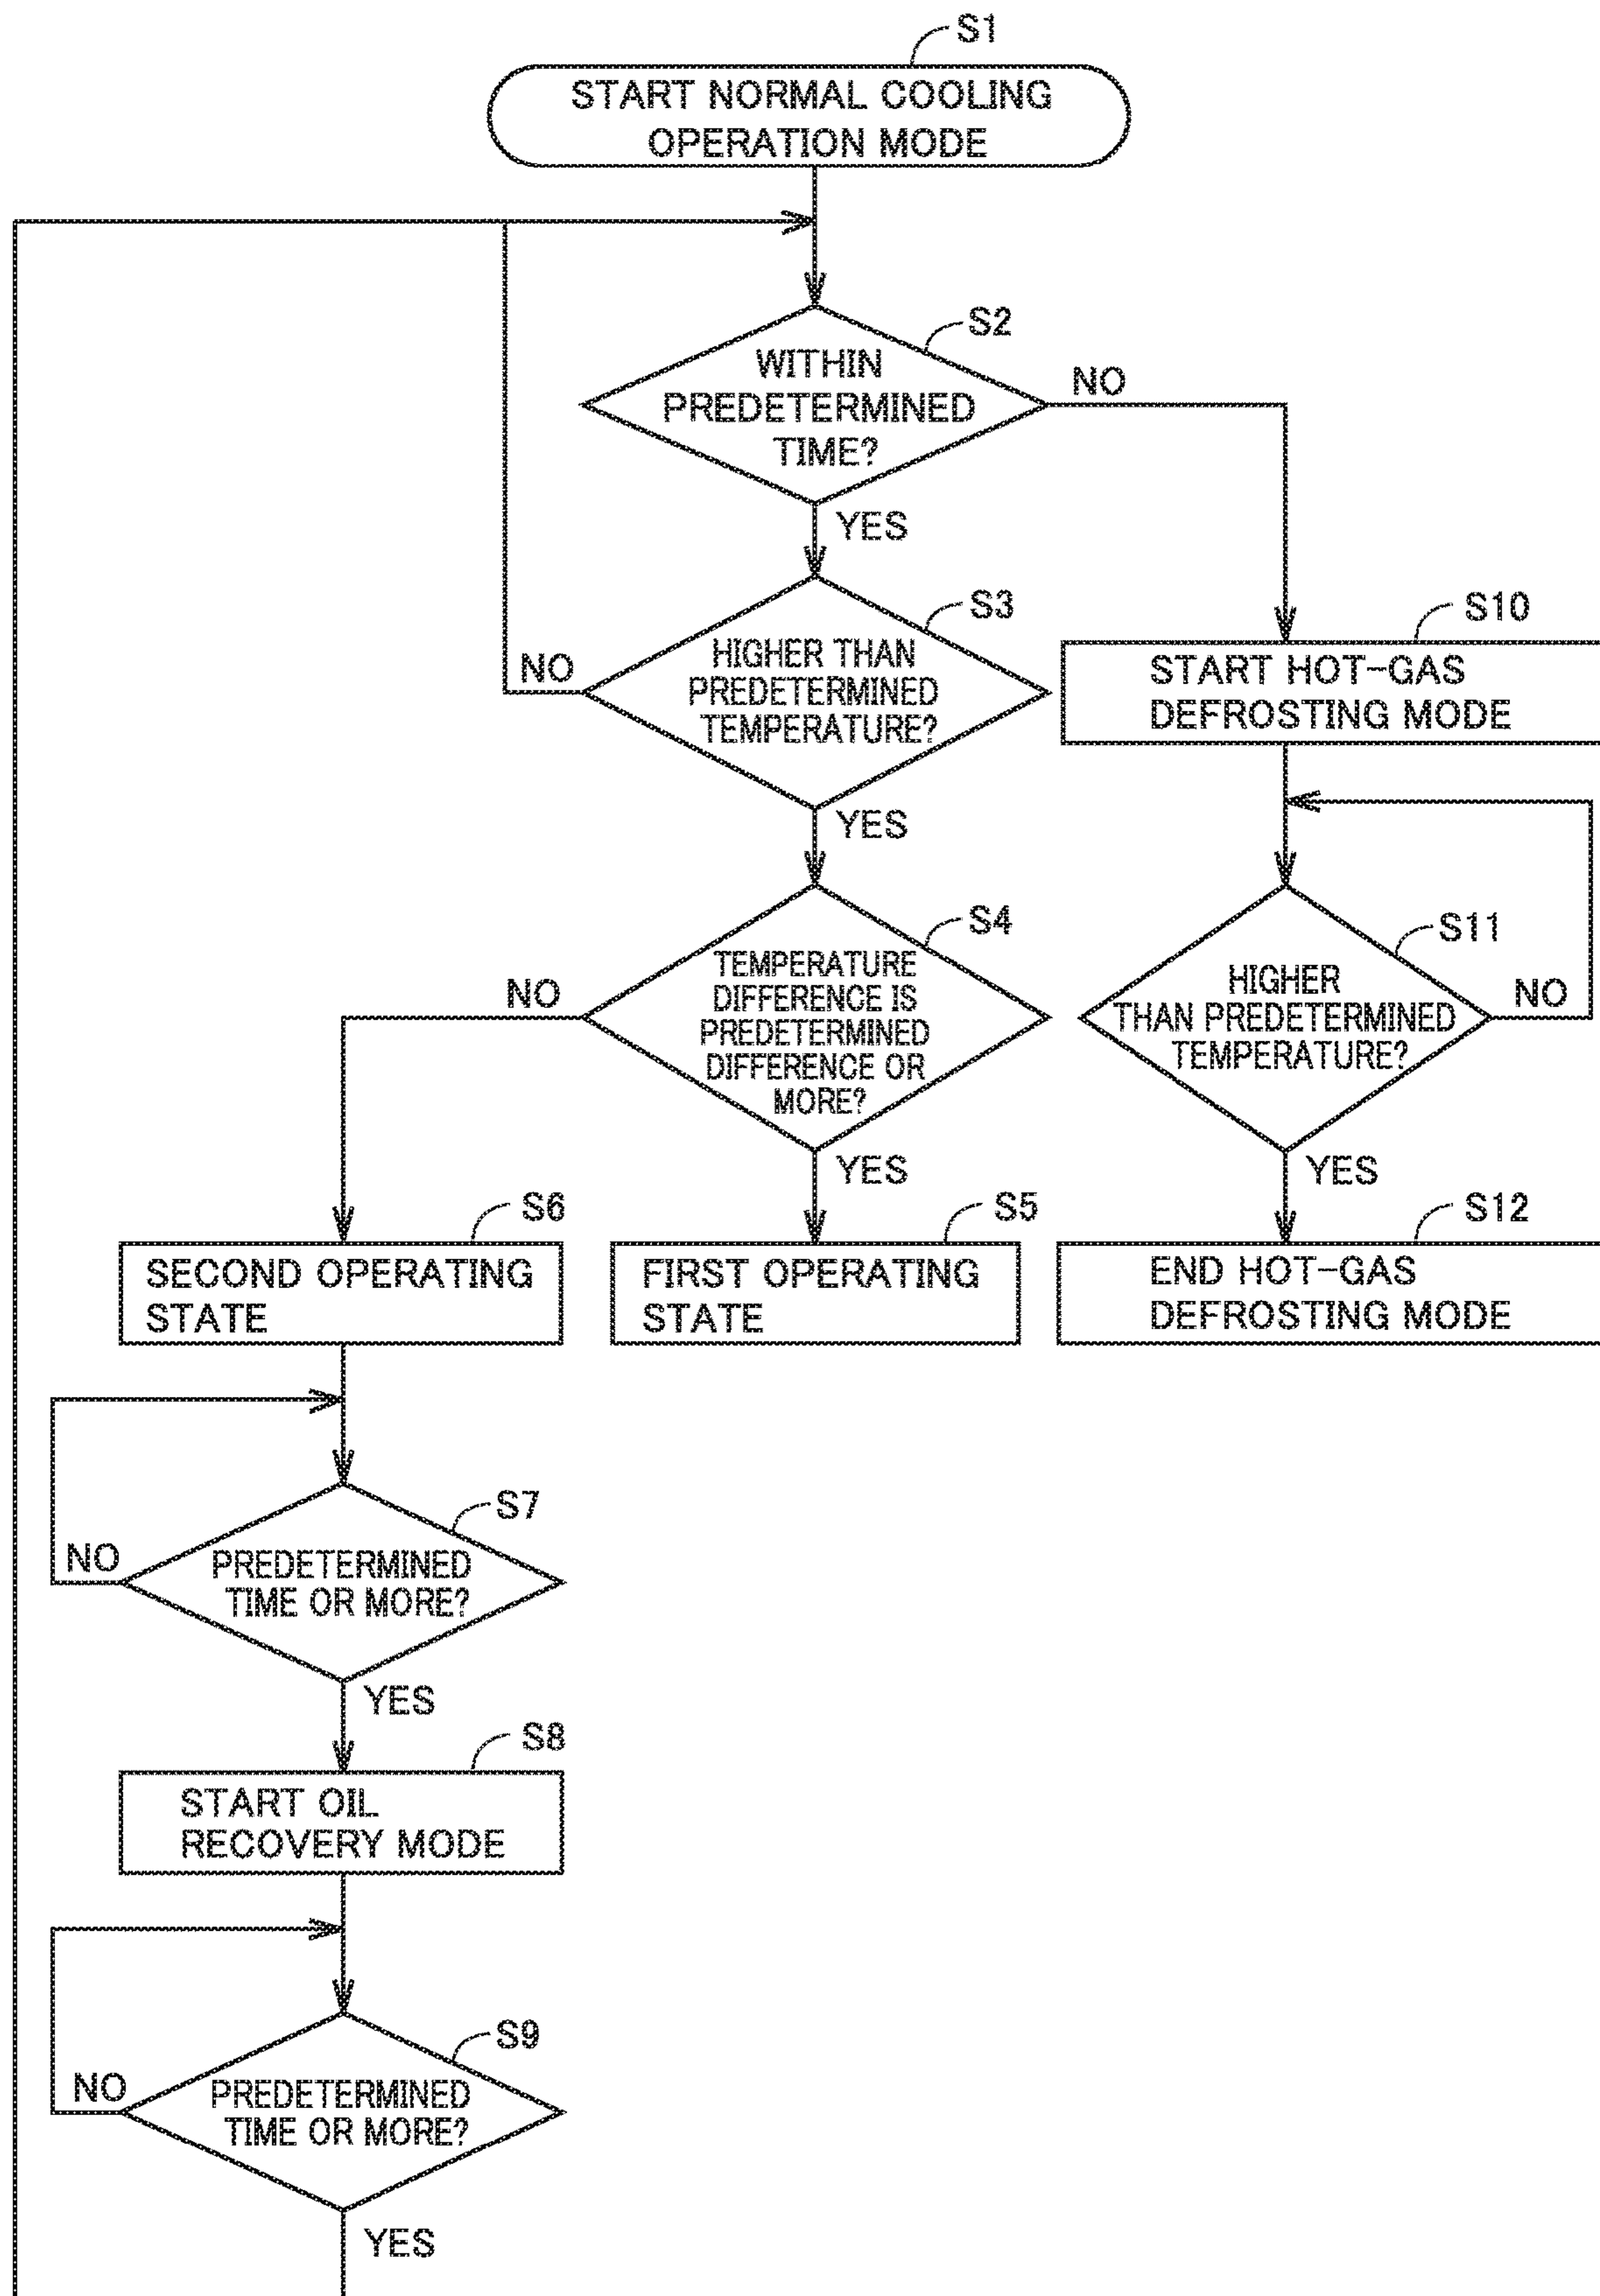 S1
START NORMAL COOLING
OPERATION MODE
S2
WITHIN
PREDETERMINED
TIME?
NO
YES
S3
HIGHER THAN
PREDETERMINED
TEMPERATURE?
NO
YES
S10
START HOT-GAS
DEFROSTING MODE
S4
TEMPERATURE
DIFFERENCE IS
PREDETERMINED
DIFFERENCE OR
MORE?
NO
YES
S11
HIGHER
THAN PREDETERMINED
TEMPERATURE?
NO
YES
S6
SECOND OPERATING
STATE
S5
FIRST OPERATING
STATE
S12
END HOT-GAS
DEFROSTING MODE
S7
PREDETERMINED
TIME OR MORE?
NO
YES
S8
START OIL
RECOVERY MODE
S9
PREDETERMINED
TIME OR MORE?
NO
YES